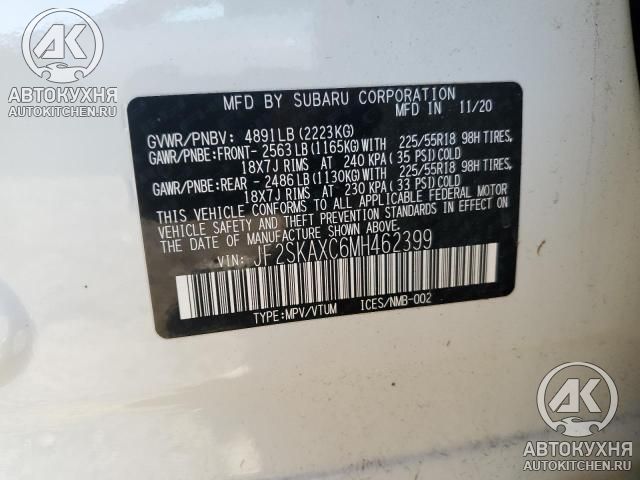 AK
АВТОКУХНЯ
AUTOKITCHEN.RU
MFD BY SUBARU CORPORATION
MFD IN 11/20
GVWR/PNBV: 4891LB(2223KG)
GAWR/PNBE:FRONT- 2563LB(1165KG)WITH 225/55R18 98H TIRES,
18X7J RIMS AT 240 KPA(35 PSI)COLD
GAWR/PNBE:REAR - 2486LB(1130KG)WITH 225/55R18 98H TIRES,
18X7J RIMS AT 230 KPA(33 PSI)COLD
THIS VEHICLE CONFORMS TO ALL APPLICABLE FEDERAL MOTOR
VEHICLE SAFETY AND THEFT PREVENTION STANDARDS IN EFFECT
ON THE DATE OF MANUFACTURE SHOWN ABOVE.
VIN: JF2SKAXC6MH462399
TYPE:MPV/VTUM ICES/NMB-002
AK
АВТОКУХНЯ
AUTOKITCHEN.RU